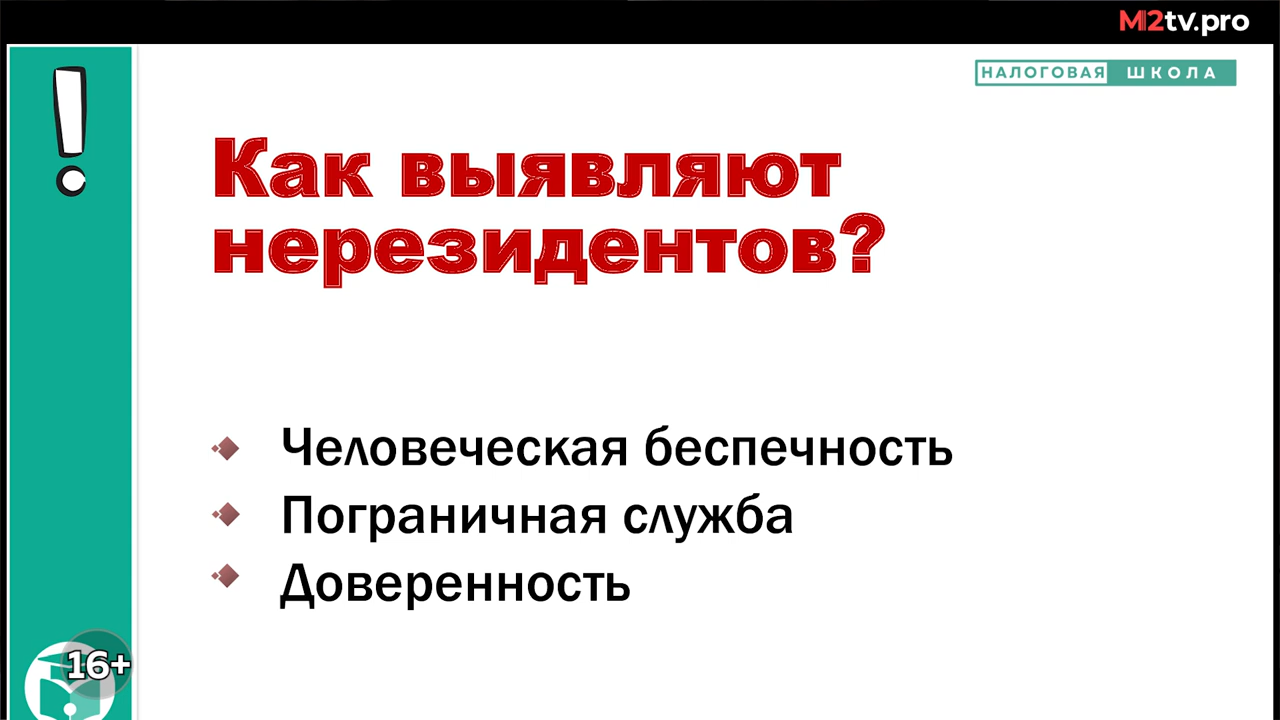 M2tv.pro
НАЛОГОВАЯ ШКОЛА
Как выявляют
нерезидентов?
Человеческая беспечность
Пограничная служба
Доверенность
16+